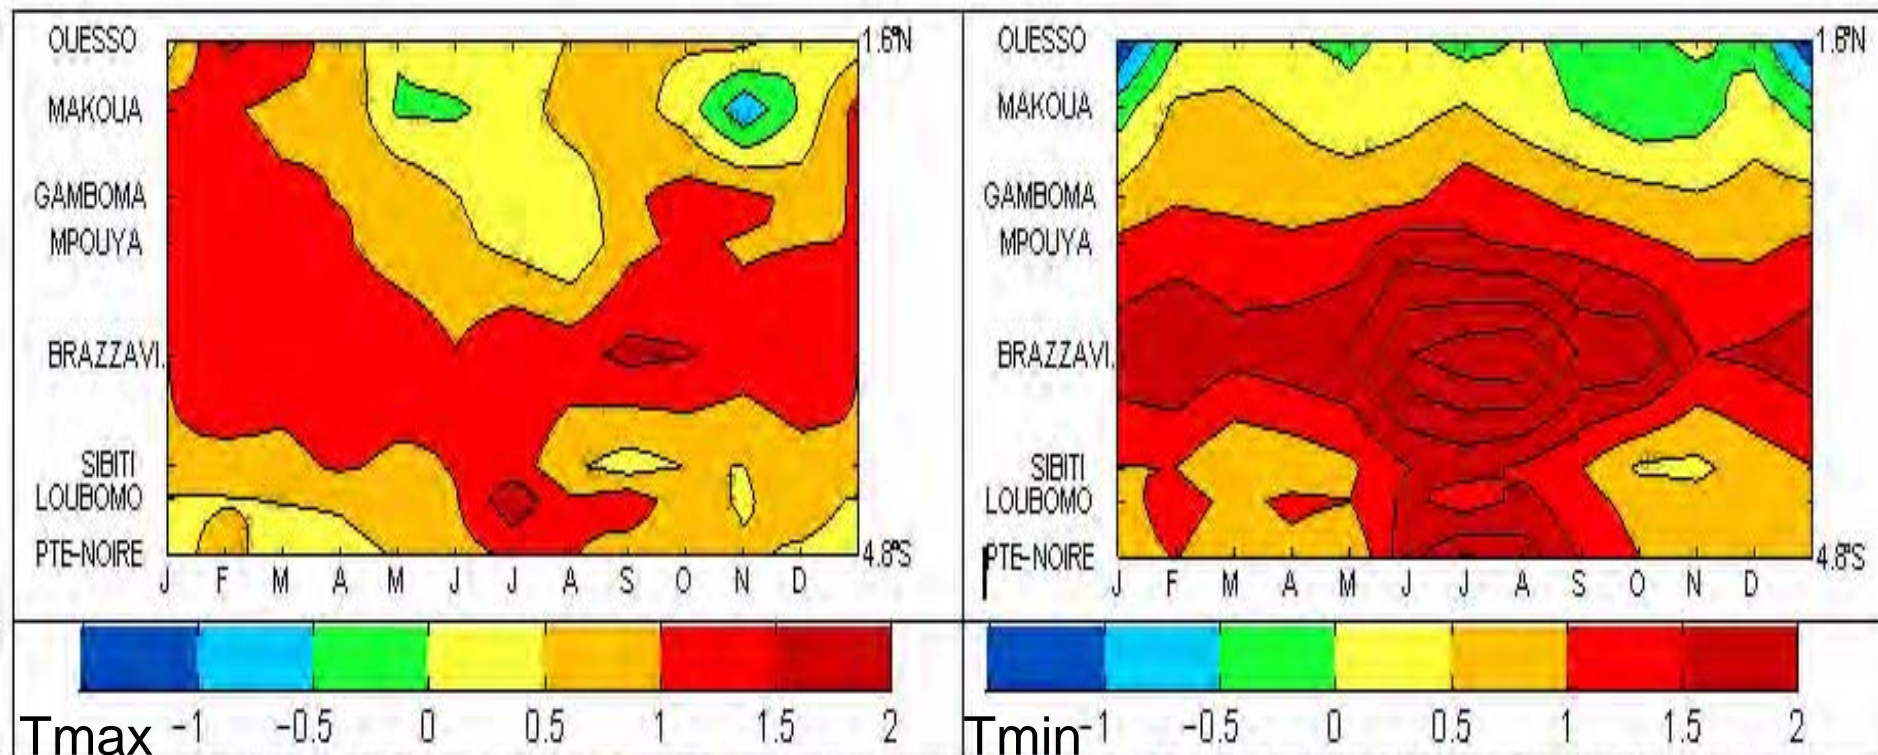 OUESSO
MAKOUA
GAMBOMA
MPOUYA
BRAZZAVI.
SIBITI
LOUBOMO
PTE-NOIRE
1.6°N
4.8°S
J F M A M J J A S O N D
Tmax
-1 -0.5 0 0.5 1 1.5 2
OUESSO
MAKOUA
GAMBOMA
MPOUYA
BRAZZAVI.
SIBITI
LOUBOMO
PTE-NOIRE
1.6°N
4.8°S
J F M A M J J A S O N D
Tmin
-1 -0.5 0 0.5 1 1.5 2